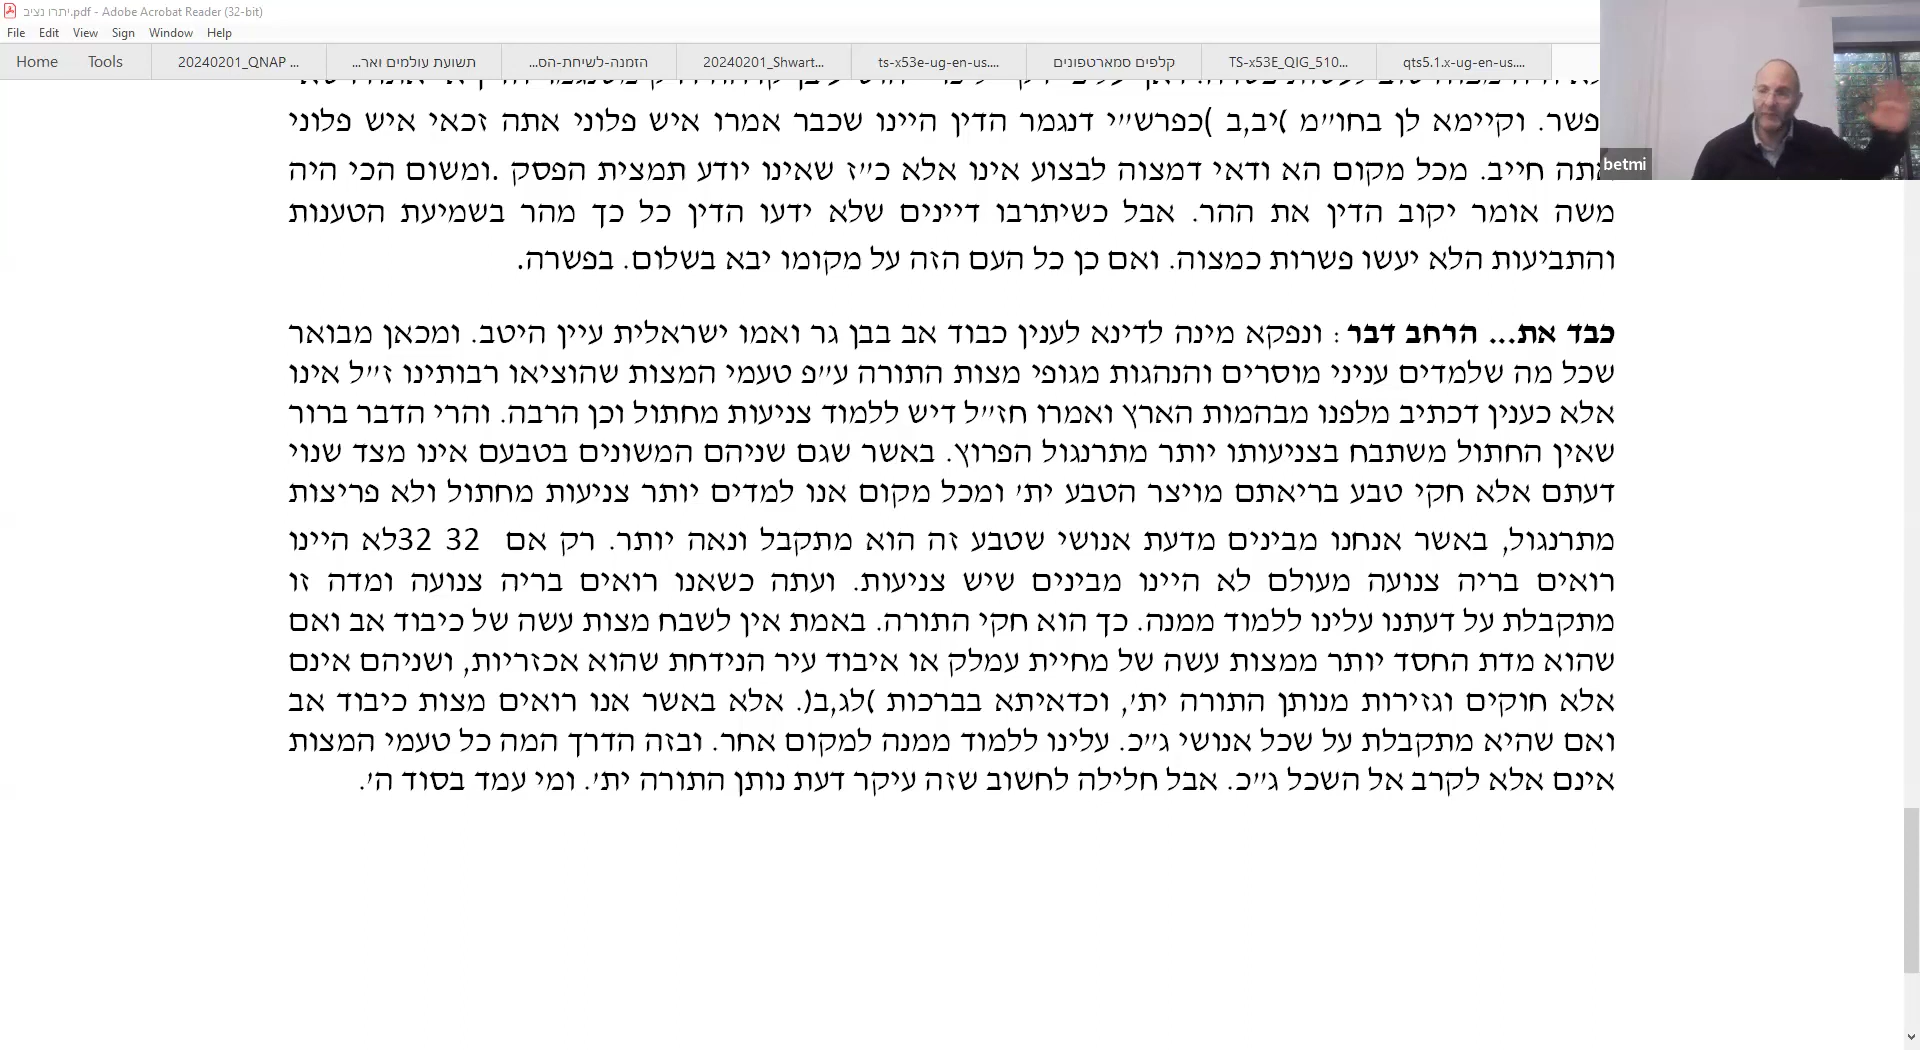 יתרו נציב.pdf - Adobe Acrobat Reader (32-bit)
File Edit View Sign Window Help
Home Tools 20240201_QNAP ... תשועת עולמים ואר... הזמנה-לשיחת-הס... 20240201_Shwart... ts-x53e-ug-en-us.... קלפים סמארטפונים TS-x53E_QIG_510... qts5.1.x-ug-en-us....
betmi
פשר. וקיימא לן בחו״מ )יב,ב )כפרש״י דנגמר הדין היינו שכבר אמרו איש פלוני אתה זכאי איש פלוני
אתה חייב. מכל מקום הא ודאי דמצוה לבצוע אינו אלא כ״ז שאינו יודע תמצית הפסק .ומשום הכי היה
משה אומר יקוב הדין את ההר. אבל כשיתרבו דיינים שלא ידעו הדין כל כך מהר בשמיעת הטענות
והתביעות הלא יעשו פשרות כמצוה. ואם כן כל העם הזה על מקומו יבא בשלום. בפשרה.
כבד את... הרחב דבר: ונפקא מינה לדינא לענין כבוד אב בבן גר ואמו ישראלית עיין היטב. ומכאן מבואר
שכל מה שלמדים עניני מוסרים והנהגות מגופי מצות התורה ע״פ טעמי המצות שהוציאו רבותינו ז״ל אינו
אלא כענין דכתיב מלפנו מבהמות הארץ ואמרו חז״ל דיש ללמוד צניעות מחתול וכן הרבה. והרי הדבר ברור
שאין החתול משתבח בצניעותו יותר מתרנגול הפרוץ. באשר שגם שניהם המשונים בטבעם אינו מצד שנוי
דעתם אלא חקי טבע בריאתם מויצר הטבע ית׳ ומכל מקום אנו למדים יותר צניעות מחתול ולא פריצות
מתרנגול, באשר אנחנו מבינים מדעת אנושי שטבע זה הוא מתקבל ונאה יותר. רק אם 32 32לא היינו
רואים בריה צנועה מעולם לא היינו מבינים שיש צניעות. ועתה כשאנו רואים בריה צנועה ומדה זו
מתקבלת על דעתנו עלינו ללמוד ממנה. כך הוא חקי התורה. באמת אין לשבח מצות עשה של כיבוד אב ואם
שהוא מדת החסד יותר ממצות עשה של מחיית עמלק או איבוד עיר הנידחת שהוא אכזריות, ושניהם אינם
אלא חוקים וגזירות מנותן התורה ית׳, וכדאיתא בברכות )לג,ב(. אלא באשר אנו רואים מצות כיבוד אב
ואם שהיא מתקבלת על שכל אנושי ג״כ. עלינו ללמוד ממנה למקום אחר. ובזה הדרך המה כל טעמי המצות
אינם אלא לקרב אל השכל ג״כ. אבל חלילה לחשוב שזה עיקר דעת נותן התורה ית׳. ומי עמד בסוד ה׳.